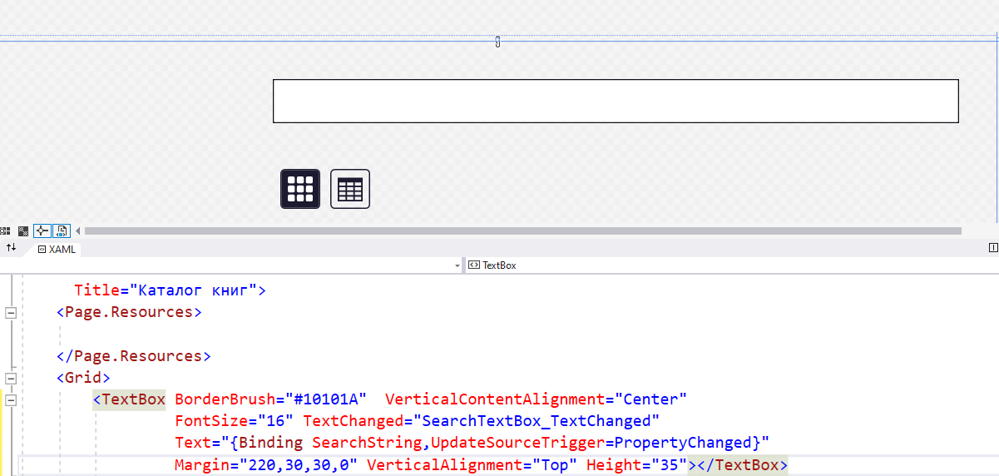 XAML
TextBox
Title="Каталог книг">
<Page.Resources>
</Page.Resources>
<Grid>
<TextBox BorderBrush="#10101A"  VerticalContentAlignment="Center"
FontSize="16" TextChanged="SearchTextBox_TextChanged"
Text="{Binding SearchString,UpdateSourceTrigger=PropertyChanged}"
Margin="220,30,30,0" VerticalAlignment="Top" Height="35"></TextBox>